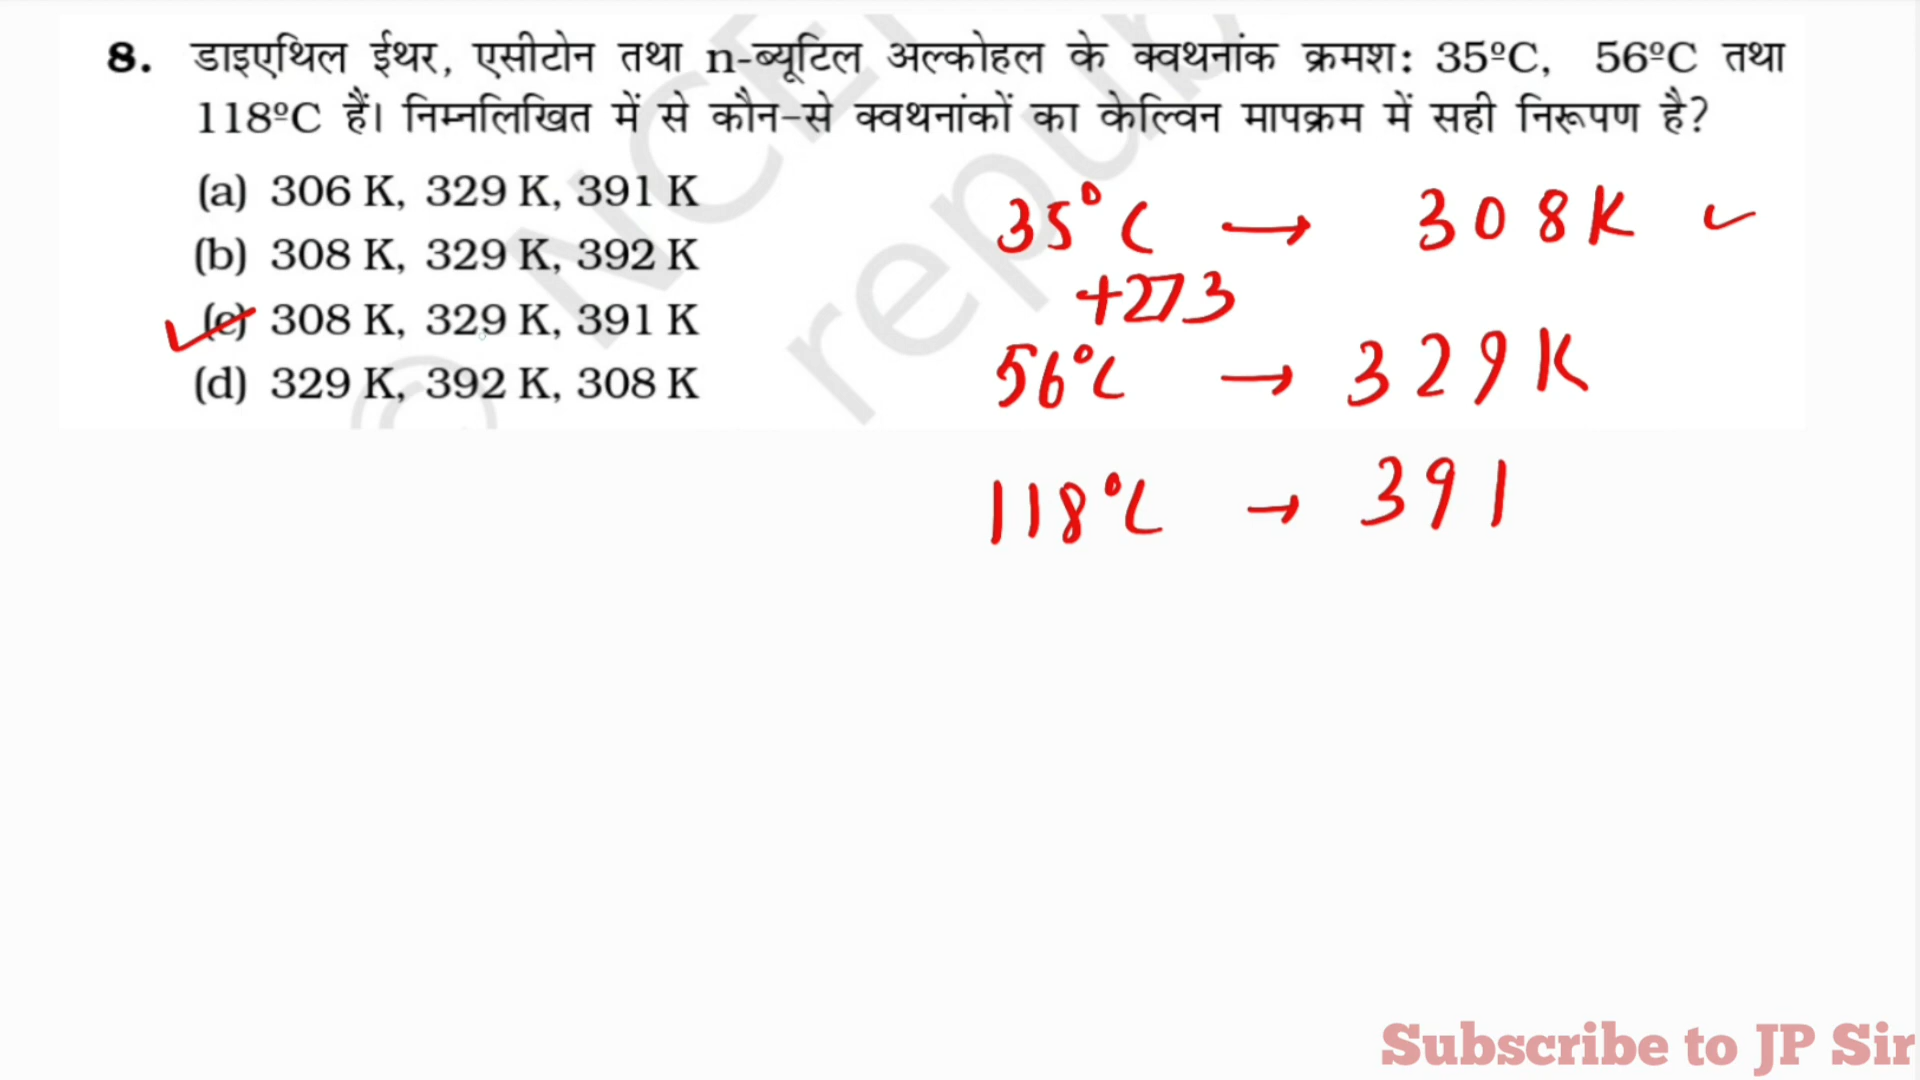 8. डाइएथिल ईथर, एसीटोन तथा n-ब्यूटिल अल्कोहल के क्वथनांक क्रमश: 35ºC, 56ºC तथा
118ºC हैं। निम्नलिखित में से कौन-से क्वथनांकों का केल्विन मापक्रम में सही निरूपण है?
(a) 306 K, 329 K, 391 K
(b) 308 K, 329 K, 392 K
(c) 308 K, 329 K, 391 K
(d) 329 K, 392 K, 308 K
35°C → 308K ✓
+273
56°C → 329K
118°C → 391
© NCE
repub
Subscribe to JP Sir